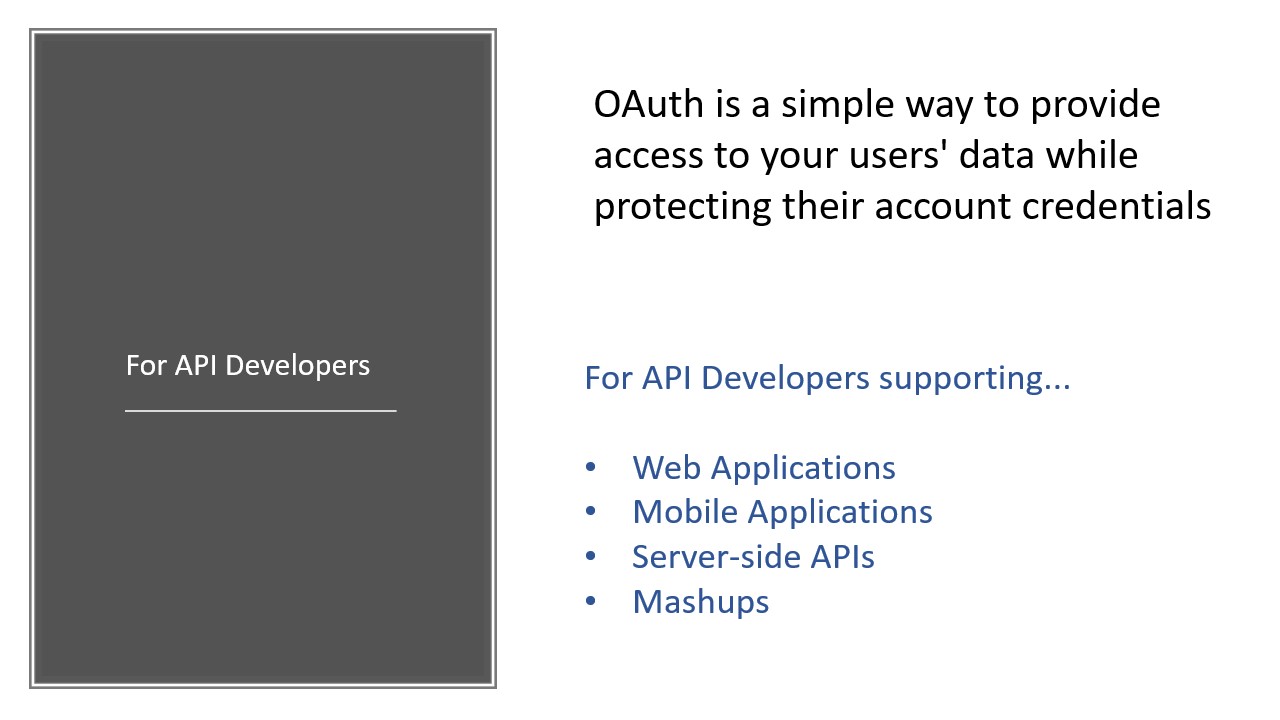 For API Developers
OAuth is a simple way to provide
access to your users' data while
protecting their account credentials
For API Developers supporting...
• Web Applications
• Mobile Applications
• Server-side APIs
• Mashups